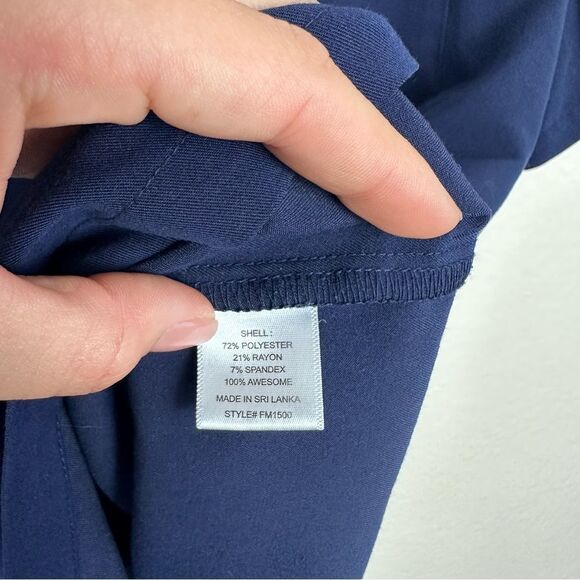 SHELL:
72% POLYESTER
21% RAYON
7% SPANDEX
100% AWESOME
MADE IN SRI LANKA
STYLE# FM1500